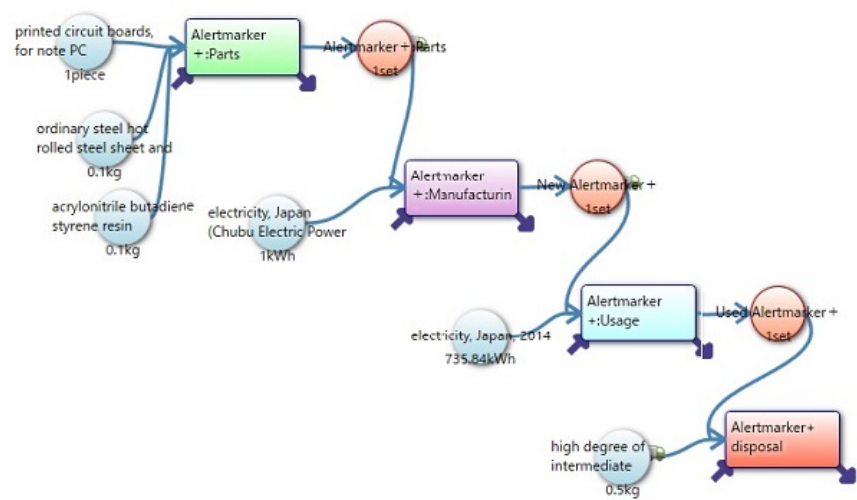 printed circuit boards,
for note PC
1piece
Alertmarker
+:Parts
Alertmarker+Parts
1set
ordinary steel hot
rolled steel sheet and
0.1kg
acrylonitrile butadiene
styrene resin
0.1kg
electricity, Japan
(Chubu Electric Power
1kWh
Alertmarker
+:Manufacturin
New Alertmarker+
1set
electricity, Japan, 2014
735.84kWh
Alertmarker
+:Usage
Used Alertmarker+
1set
high degree of
intermediate
0.5kg
Alertmarker+
disposal